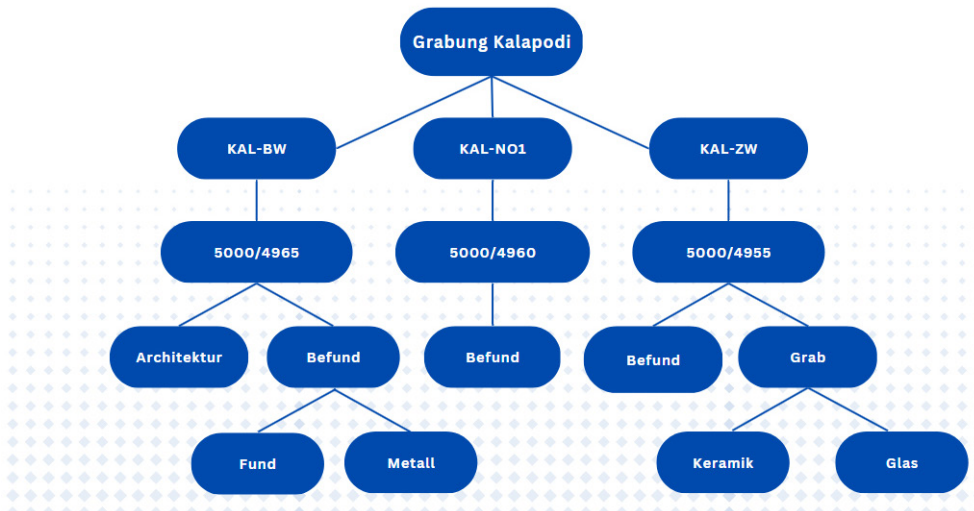 Grabung Kalapodi
KAL-BW
KAL-NO1
KAL-ZW
5000/4965
5000/4960
5000/4955
Architektur
Befund
Befund
Befund
Grab
Fund
Metall
Keramik
Glas